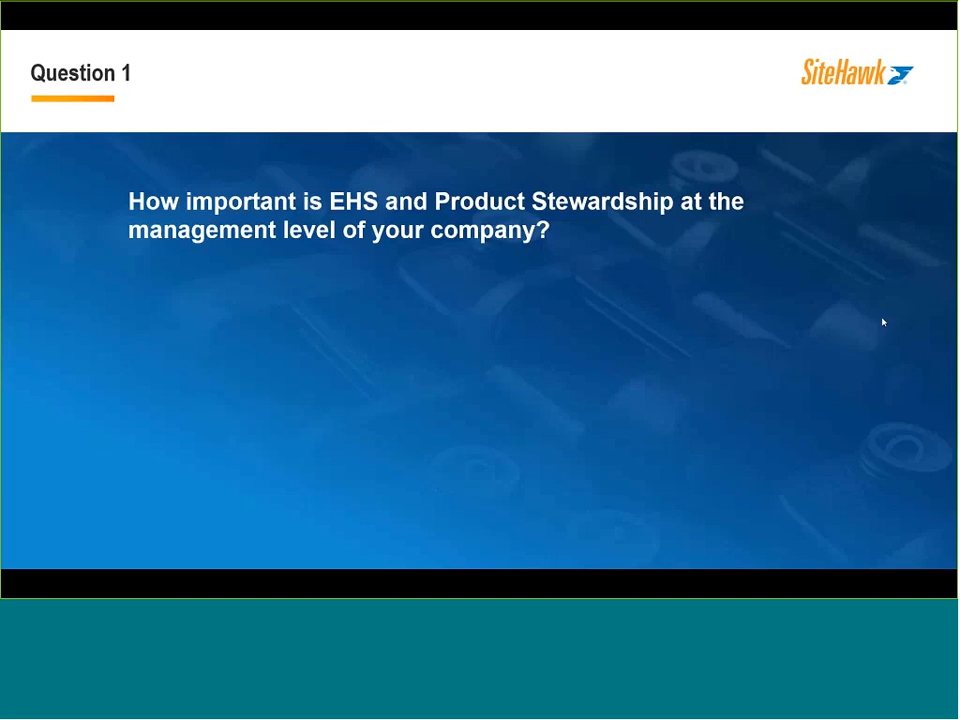 Question 1
SiteHawk
How important is EHS and Product Stewardship at the
management level of your company?